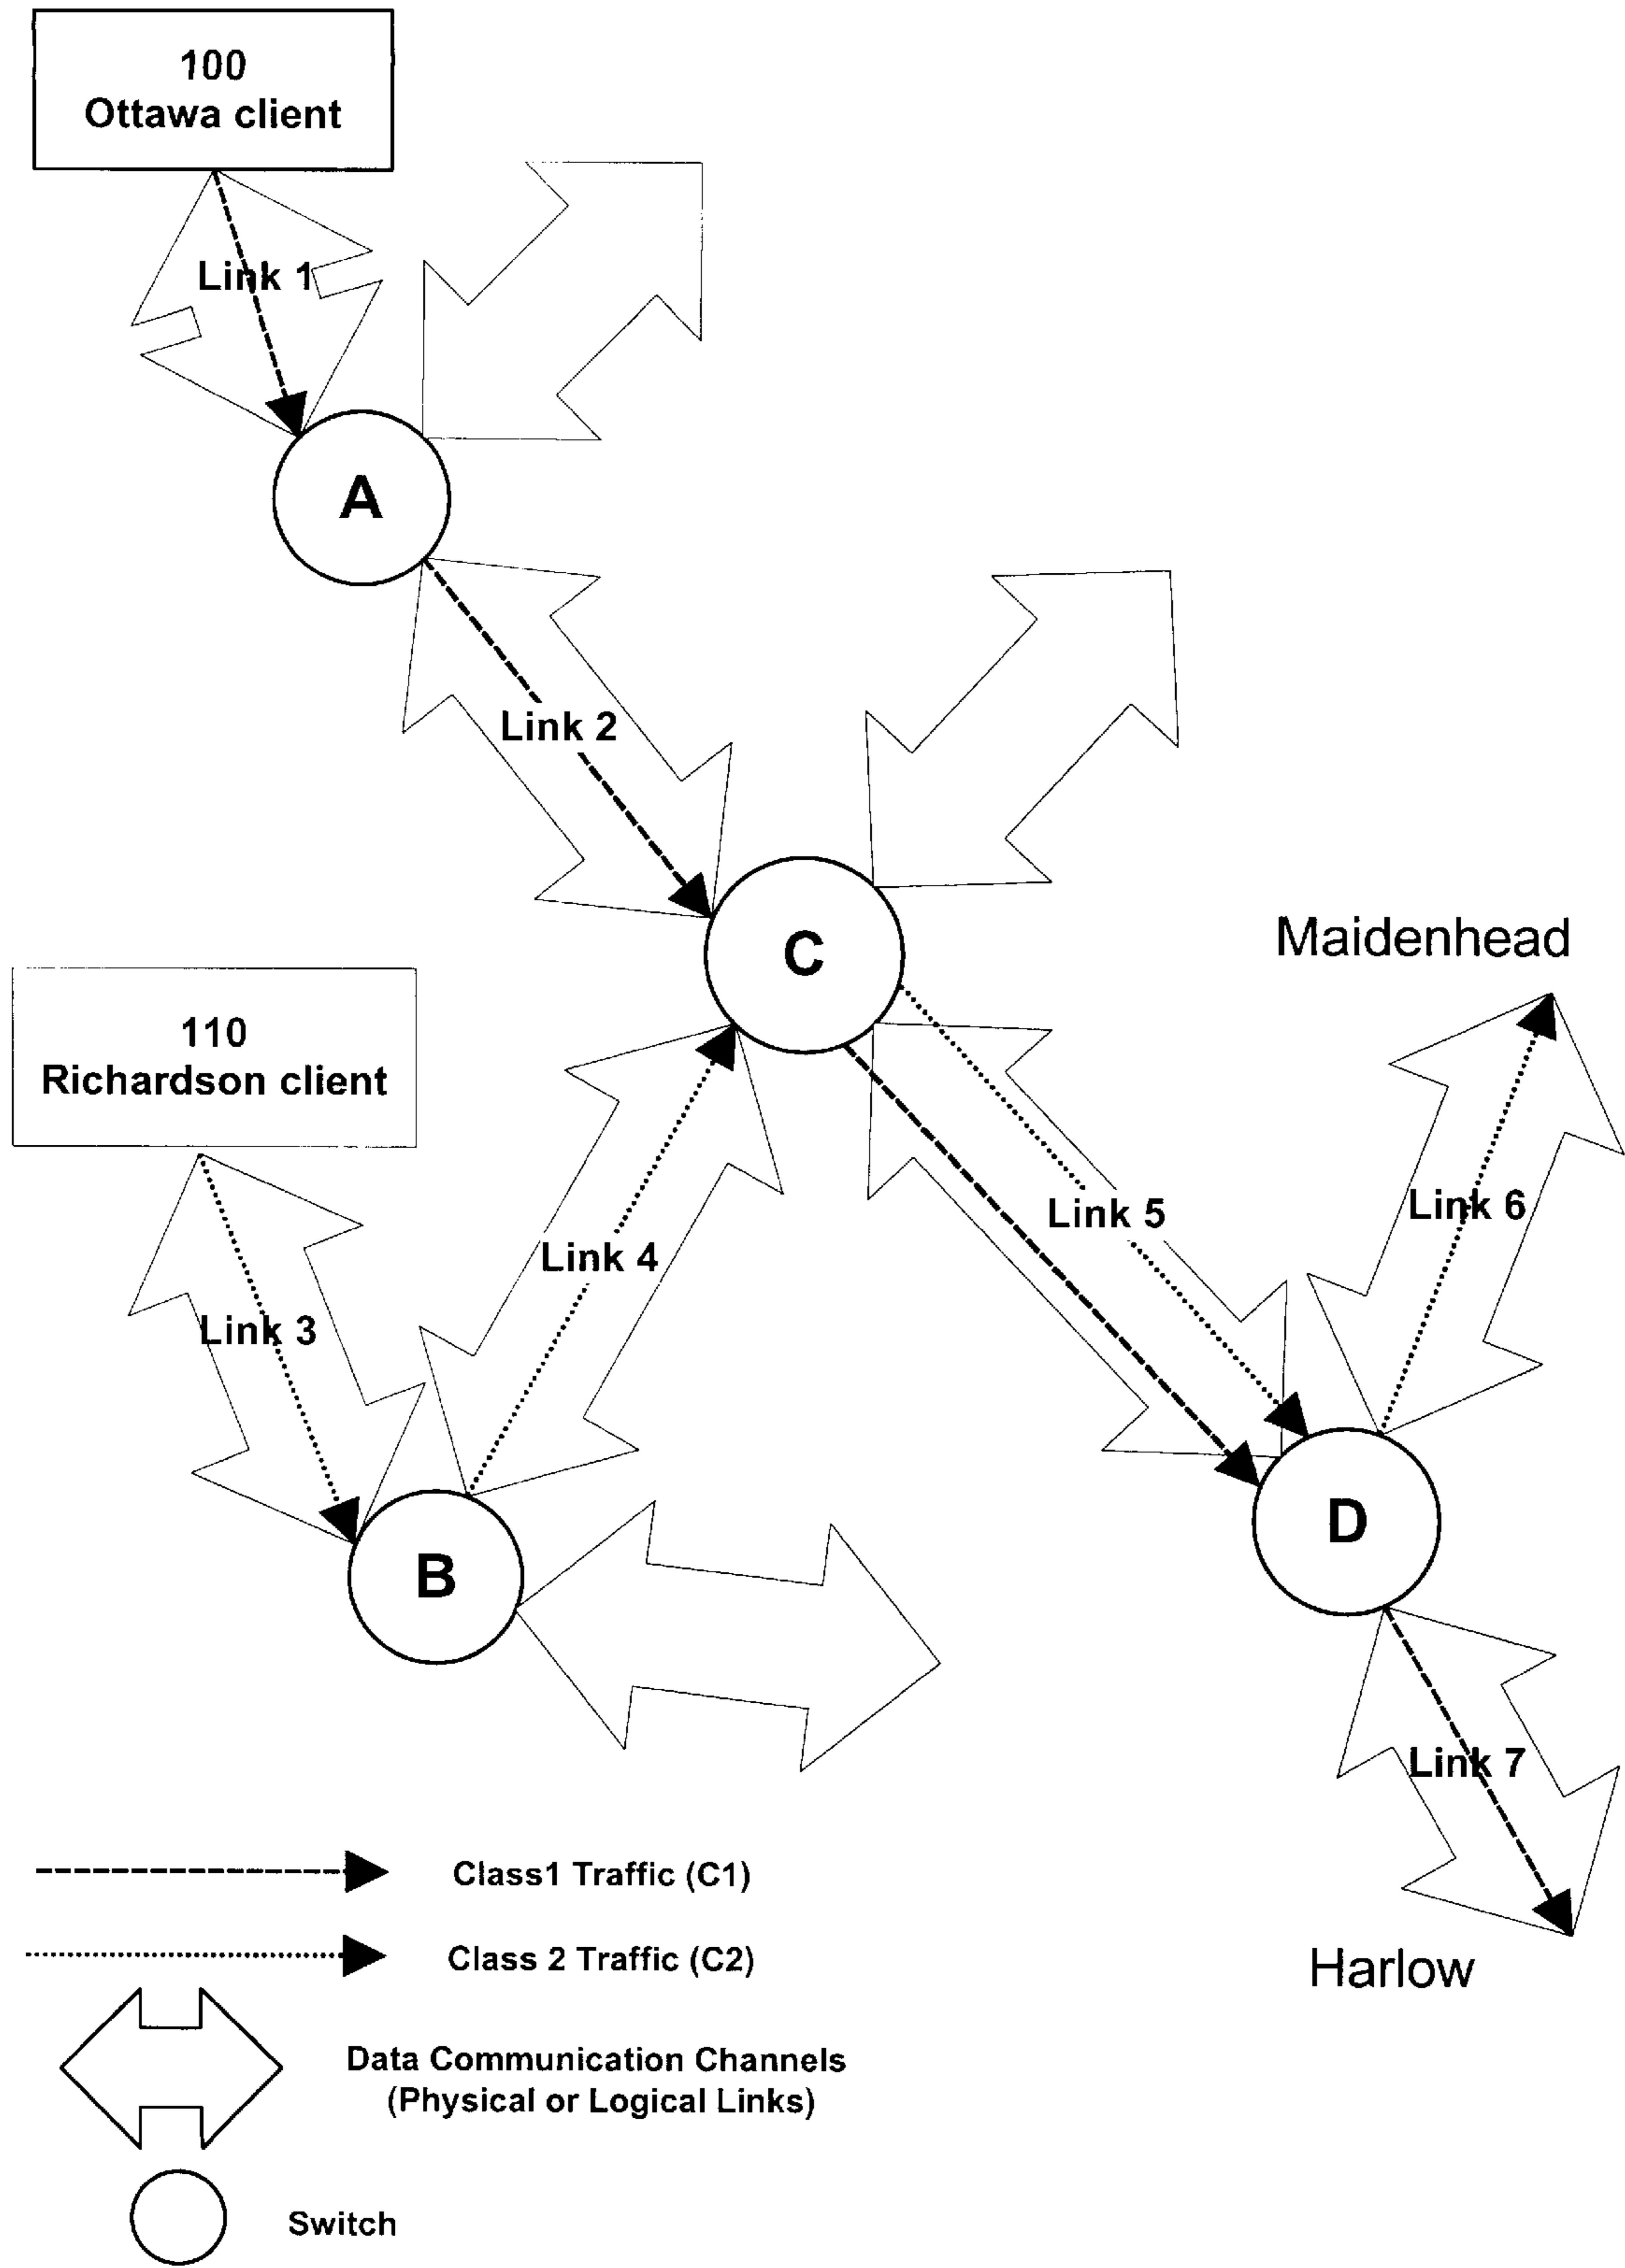 100
Ottawa client
Link 1
A
Link 2
C
Maidenhead
110
Richardson client
Link 5
Link 6
Link 4
Link 3
D
B
Link 7
Class1 Traffic (C1)
Class 2 Traffic (C2)
Harlow
Data Communication Channels
(Physical or Logical Links)
Switch